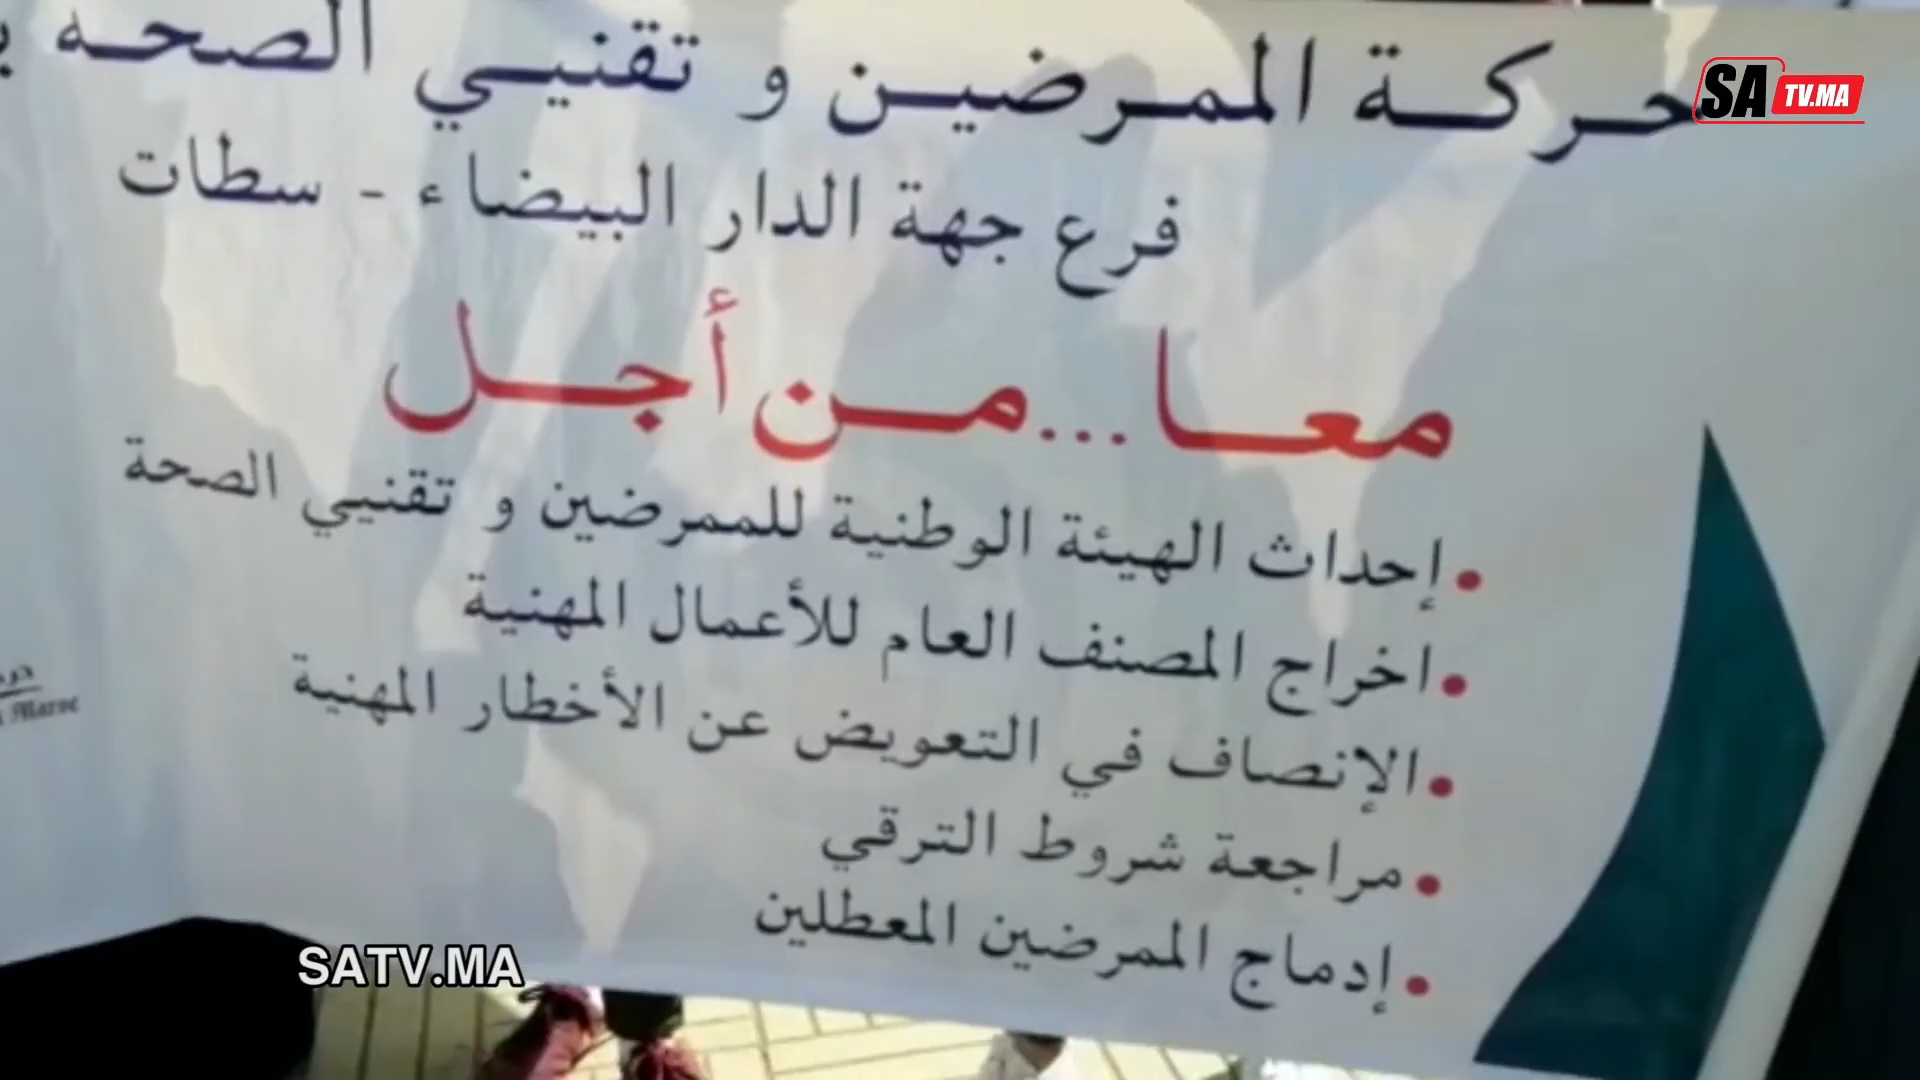 حركة الممرضين و تقنيي الصحه
SA TV.MA
فرع جهة الدار البيضاء - سطات
معا...من أجل
• إحداث الهيئة الوطنية للممرضين و تقنيي الصحة
• اخراج المصنف العام للأعمال المهنية
• الإنصاف في التعويض عن الأخطار المهنية
• مراجعة شروط الترقي
• إدماج الممرضين المعطلين
Maroc
SATV.MA